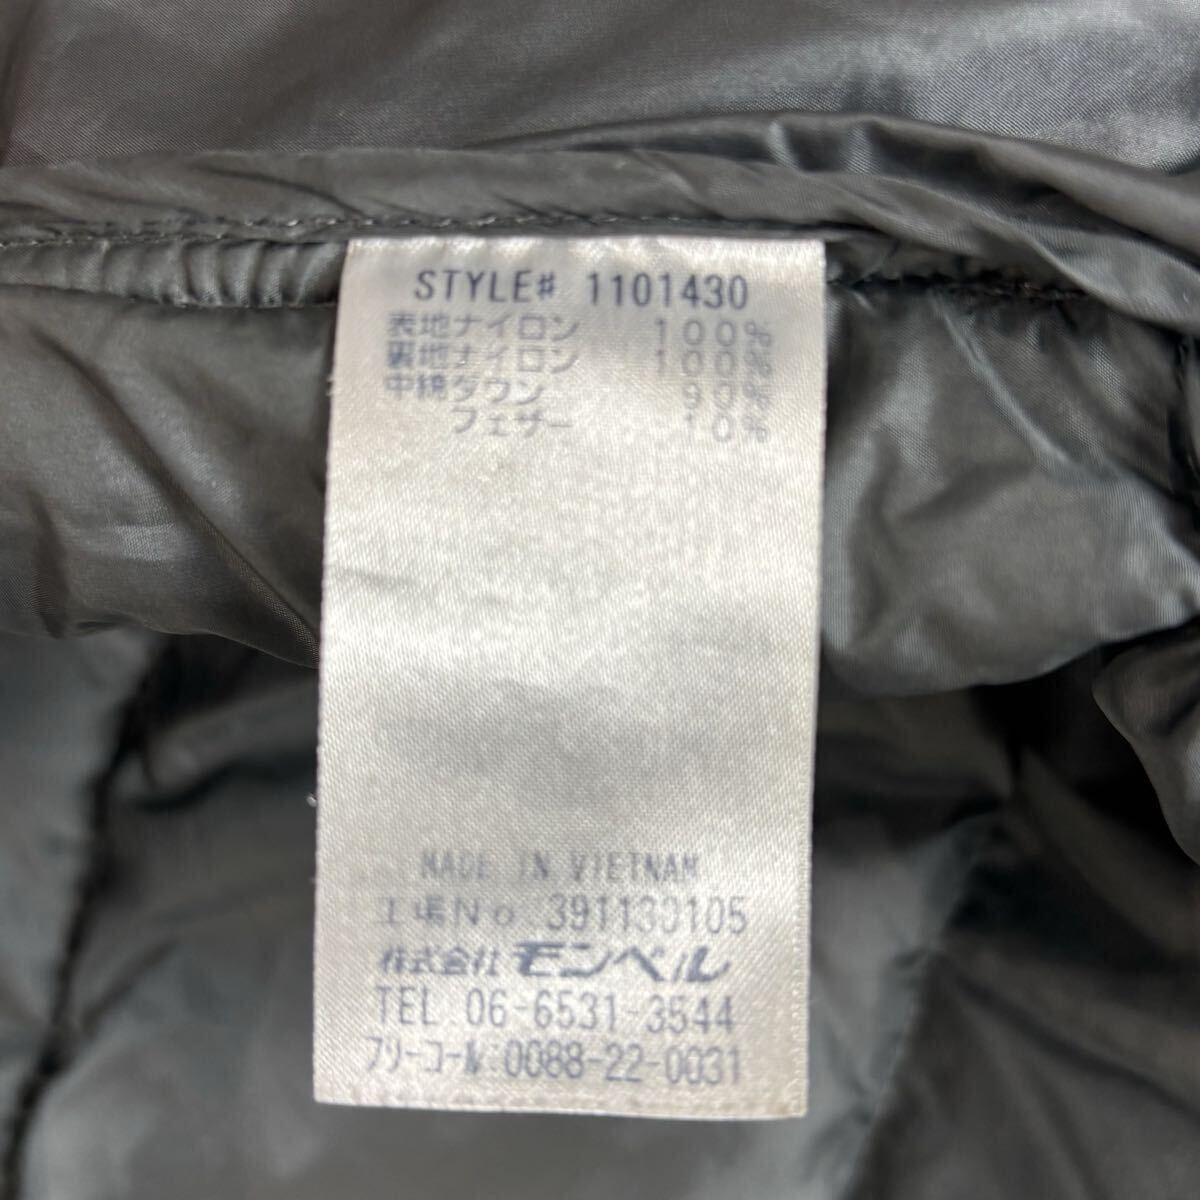 STYLE# 1101430
表地ナイロン 100%
裏地ナイロン 100%
中綿ダウン 90%
フェザー 10%
MADE IN VIETNAM
工場No 391130105
株式会社 モンベル
TEL 06-6531-3544
フリーコール:0088-22-0031